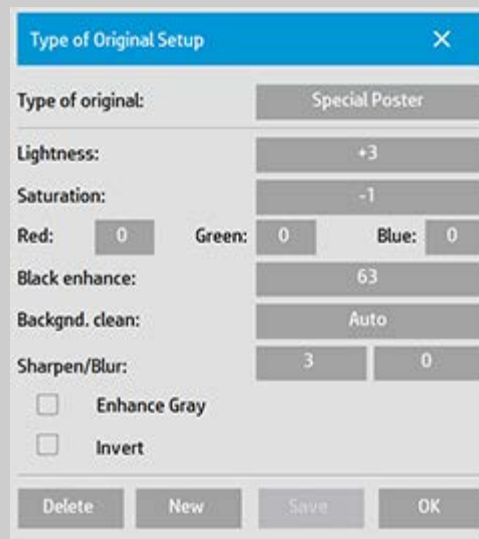 Type of Original Setup ×
Type of original: Special Poster
Lightness: +3
Saturation: -1
Red: 0 Green: 0 Blue: 0
Black enhance: 63
Backgnd. clean: Auto
Sharpen/Blur: 3 0
Enhance Gray
Invert
Delete New Save OK